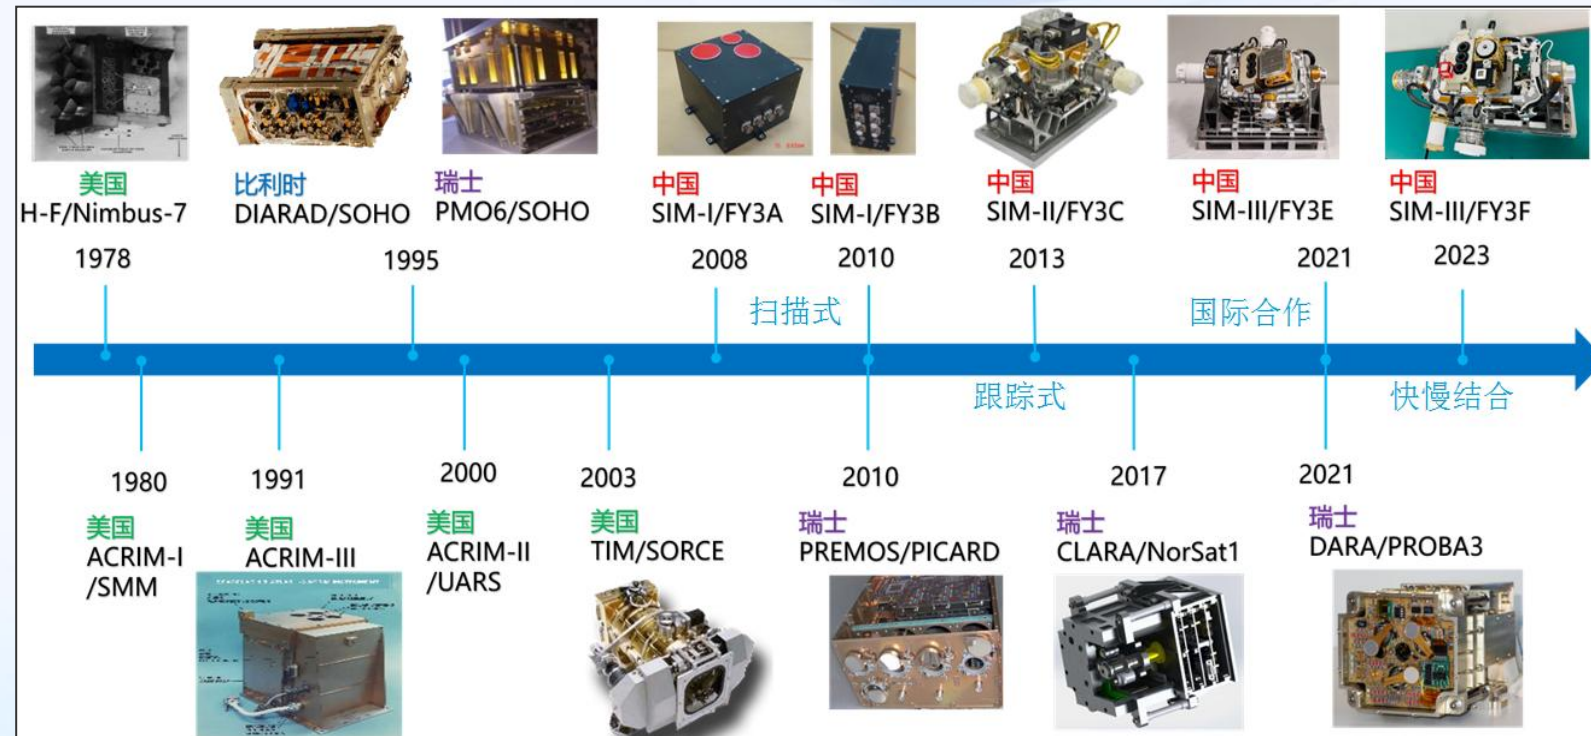 美国
H-F/Nimbus-7
1978
比利时
DIARAD/SOHO
瑞士
PMO6/SOHO
1995
中国
SIM-I/FY3A
2008
中国
SIM-I/FY3B
2010
中国
SIM-II/FY3C
2013
中国
SIM-III/FY3E
2021
中国
SIM-III/FY3F
2023
扫描式
国际合作
跟踪式
快慢结合
1980
美国
ACRIM-I
/SMM
1991
美国
ACRIM-III
2000
美国
ACRIM-II
/UARS
2003
美国
TIM/SORCE
2010
瑞士
PREMOS/PICARD
2017
瑞士
CLARA/NorSat1
2021
瑞士
DARA/PROBA3